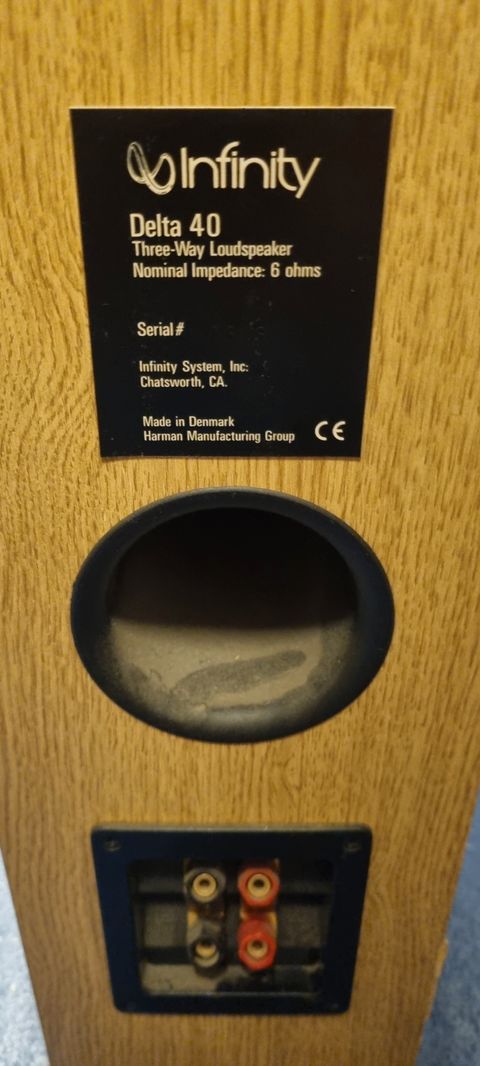 Infinity
Delta 40
Three-Way Loudspeaker
Nominal Impedance: 6 ohms
Serial#
Infinity System, Inc:
Chatsworth, CA.
Made in Denmark
Harman Manufacturing Group CE